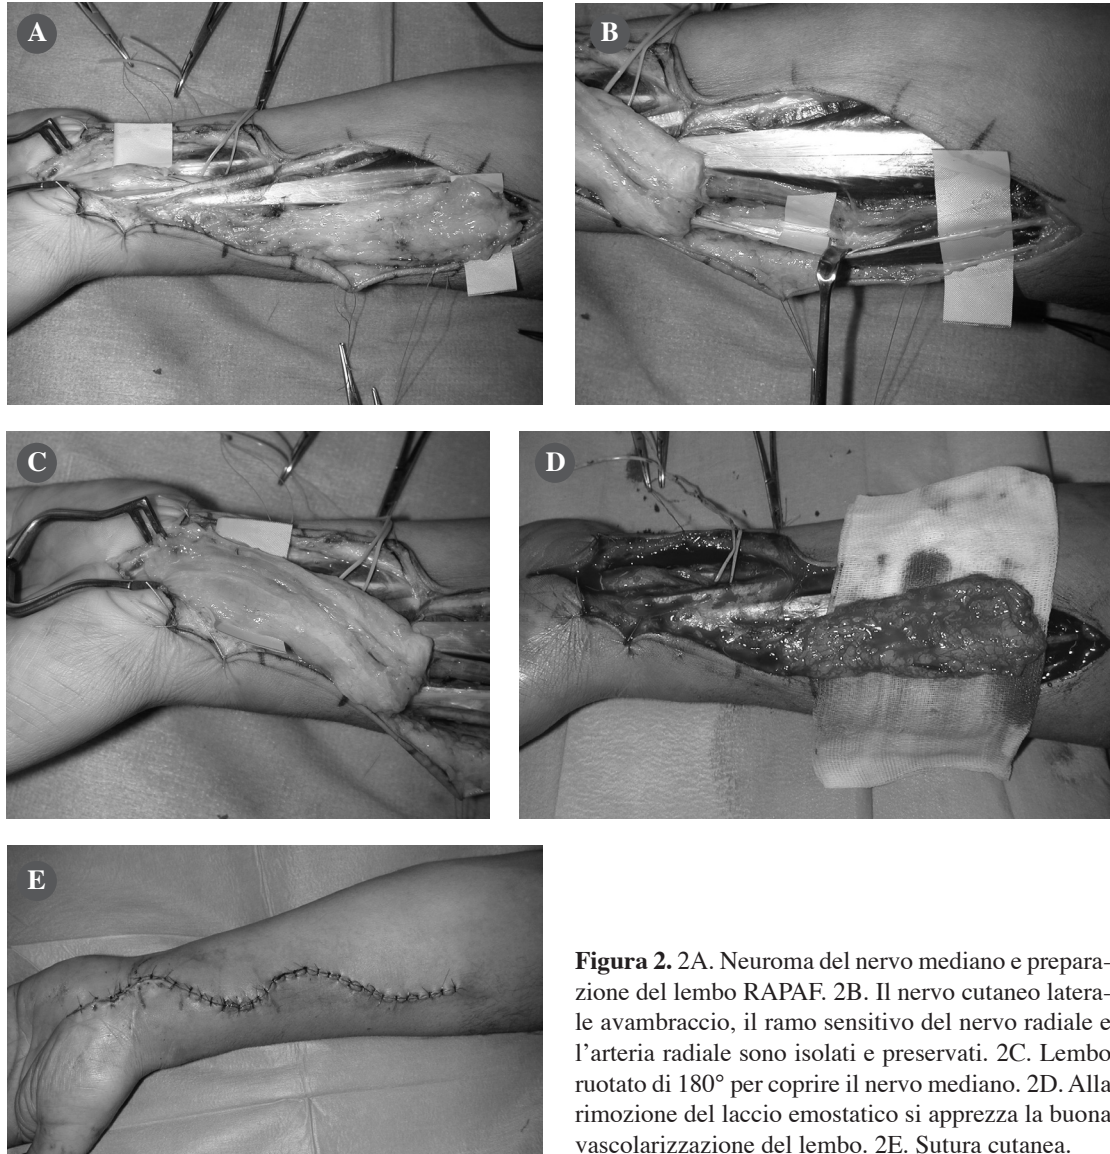 A
B
C
D
E
Figura 2. 2A. Neuroma del nervo mediano e prepara-
zione del lembo RAPAF. 2B. Il nervo cutaneo latera-
le avambraccio, il ramo sensitivo del nervo radiale e
l'arteria radiale sono isolati e preservati. 2C. Lembo
ruotato di 180° per coprire il nervo mediano. 2D. Alla
rimozione del laccio emostatico si apprezza la buona
vascolarizzazione del lembo. 2E. Sutura cutanea.